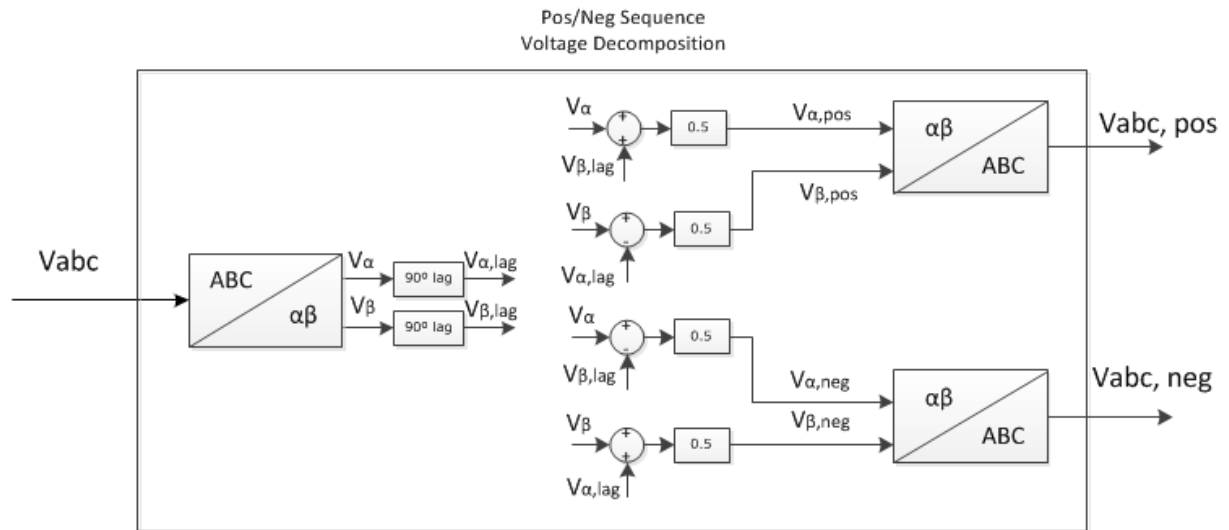 Pos/Neg Sequence
Voltage Decomposition
Vα
+
+
Vβ,lag
0.5
Vα,pos
αβ
ABC
Vabc, pos
Vβ
+
-
Vα,lag
0.5
Vβ,pos
Vabc
ABC
αβ
Vα
90º lag
Vα,lag
Vβ
90º lag
Vβ,lag
Vα
+
-
Vβ,lag
0.5
Vα,neg
αβ
ABC
Vabc, neg
Vβ
+
+
Vα,lag
0.5
Vβ,neg